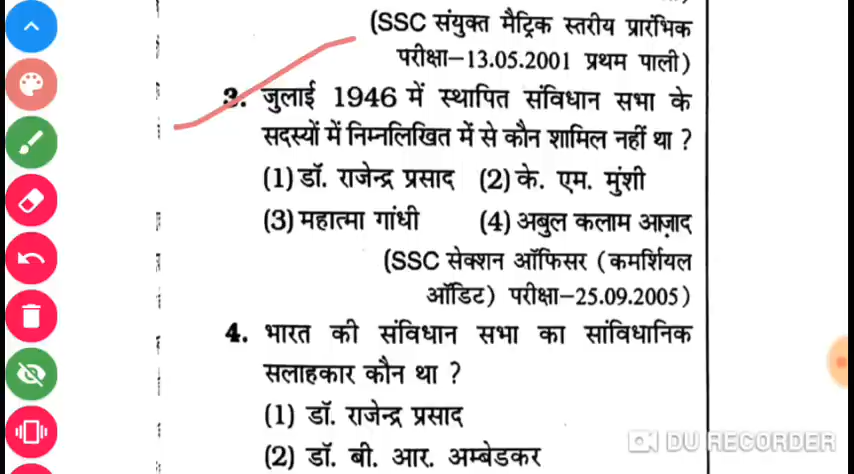 (SSC संयुक्त मैट्रिक स्तरीय प्रारंभिक
परीक्षा–13.05.2001 प्रथम पाली)
3. जुलाई 1946 में स्थापित संविधान सभा के
सदस्यों में निम्नलिखित में से कौन शामिल नहीं था ?
(1) डॉ. राजेन्द्र प्रसाद (2) के. एम. मुंशी
(3) महात्मा गांधी (4) अबुल कलाम आज़ाद
(SSC सेक्शन ऑफिसर (कमर्शियल
ऑडिट) परीक्षा–25.09.2005)
4. भारत की संविधान सभा का सांविधानिक
सलाहकार कौन था ?
(1) डॉ. राजेन्द्र प्रसाद
(2) डॉ. बी. आर. अम्बेडकर
DU RECORDER